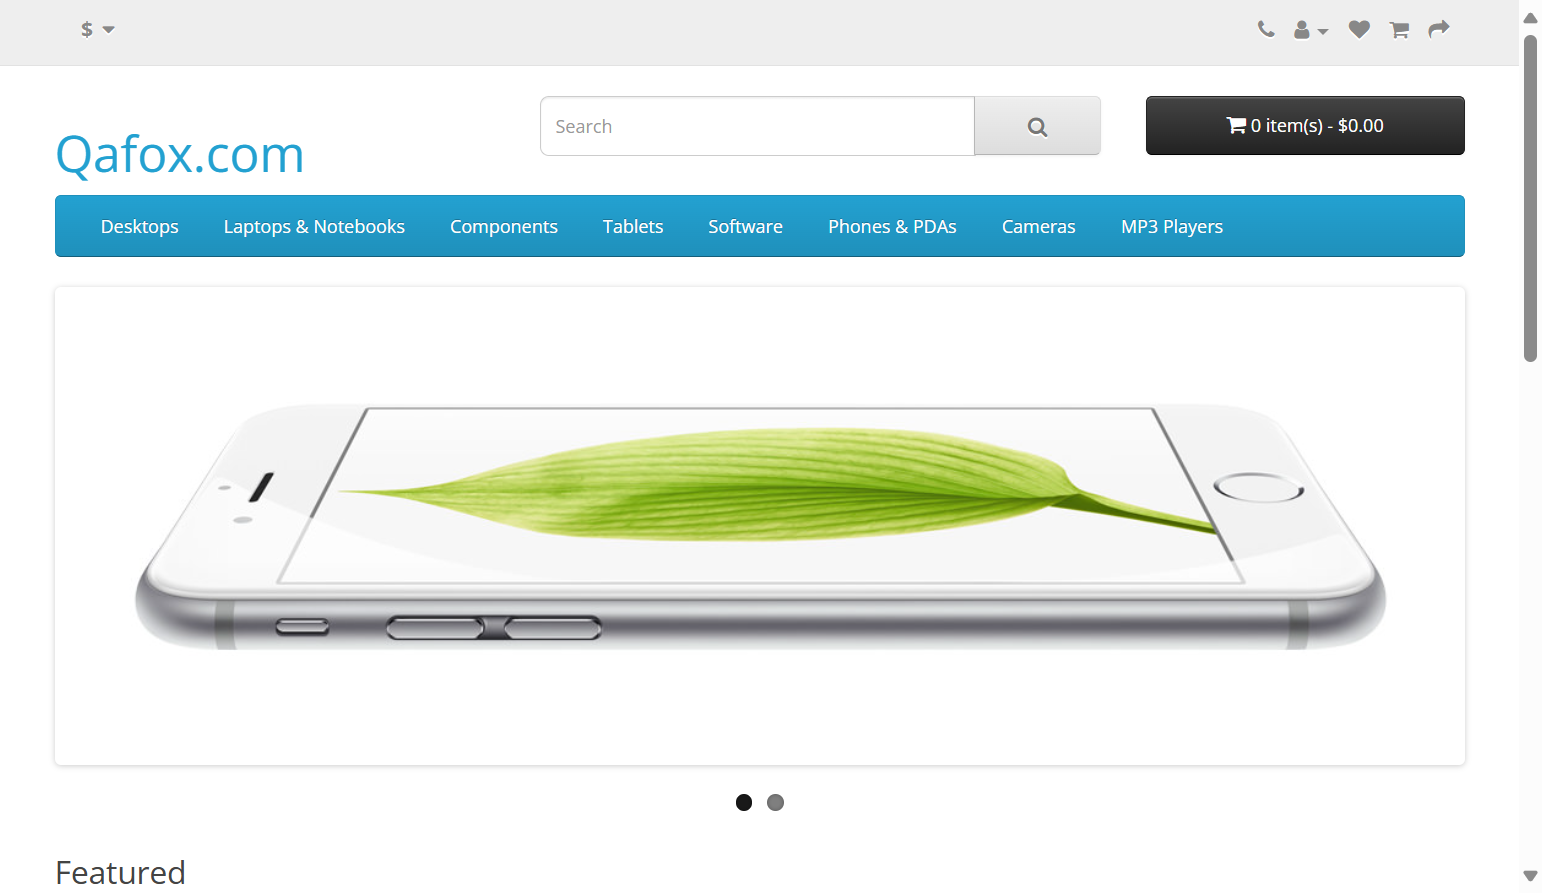 $
Search
0 item(s) - $0.00
Qafox.com
Desktops Laptops & Notebooks Components Tablets Software Phones & PDAs Cameras MP3 Players
Featured